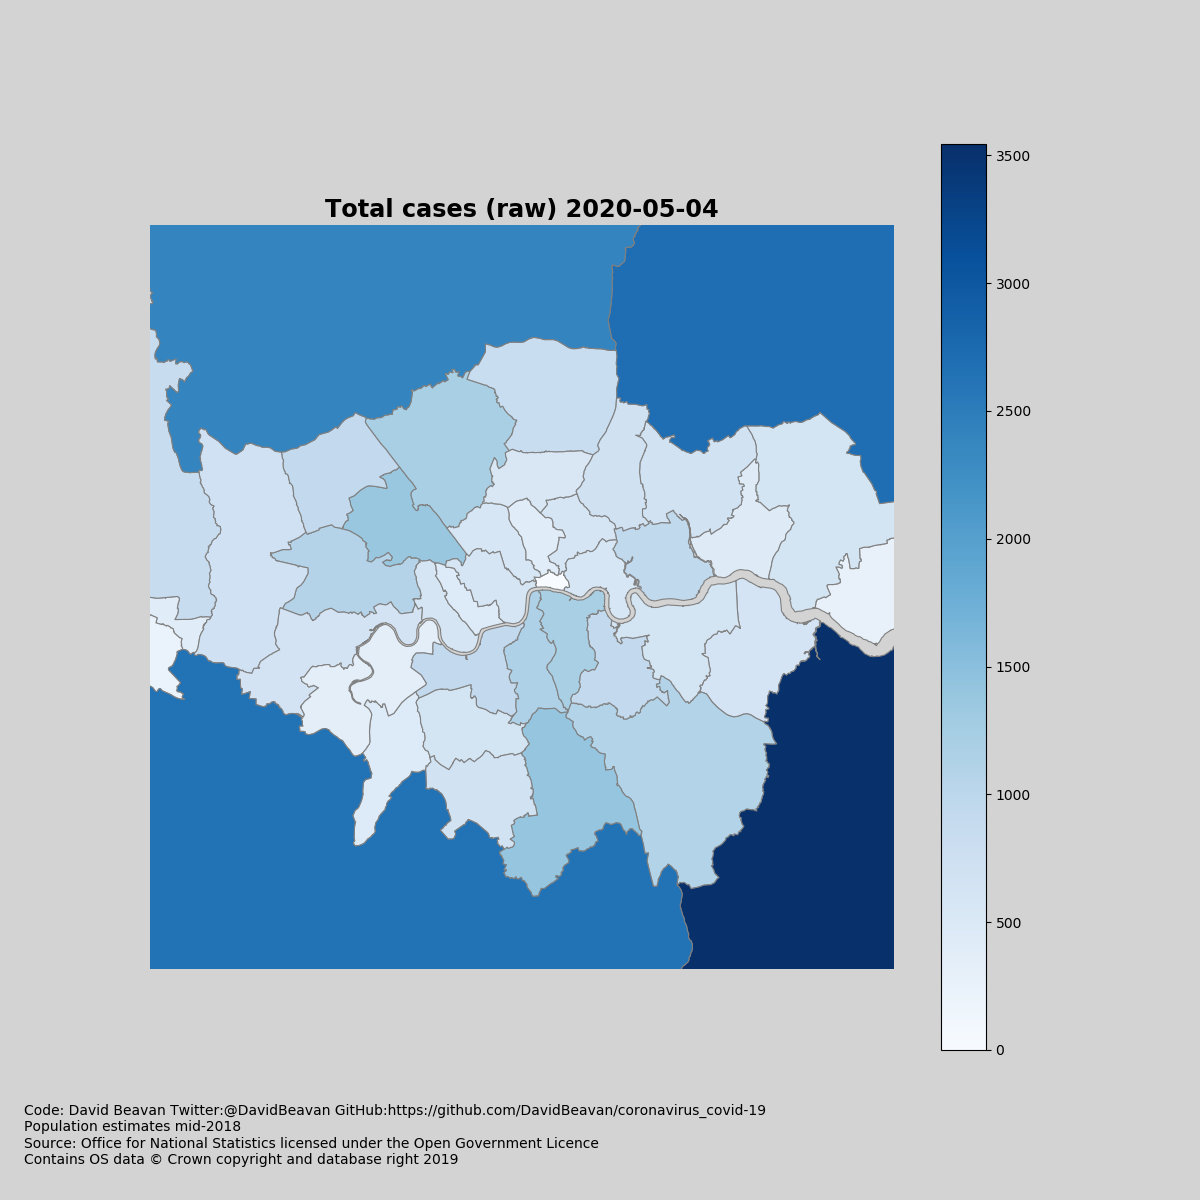 Total cases (raw) 2020-05-04
3500
3000
2500
2000
1500
1000
500
0
Code: David Beavan Twitter:@DavidBeavan GitHub:https://github.com/DavidBeavan/coronavirus_covid-19
Population estimates mid-2018
Source: Office for National Statistics licensed under the Open Government Licence
Contains OS data © Crown copyright and database right 2019